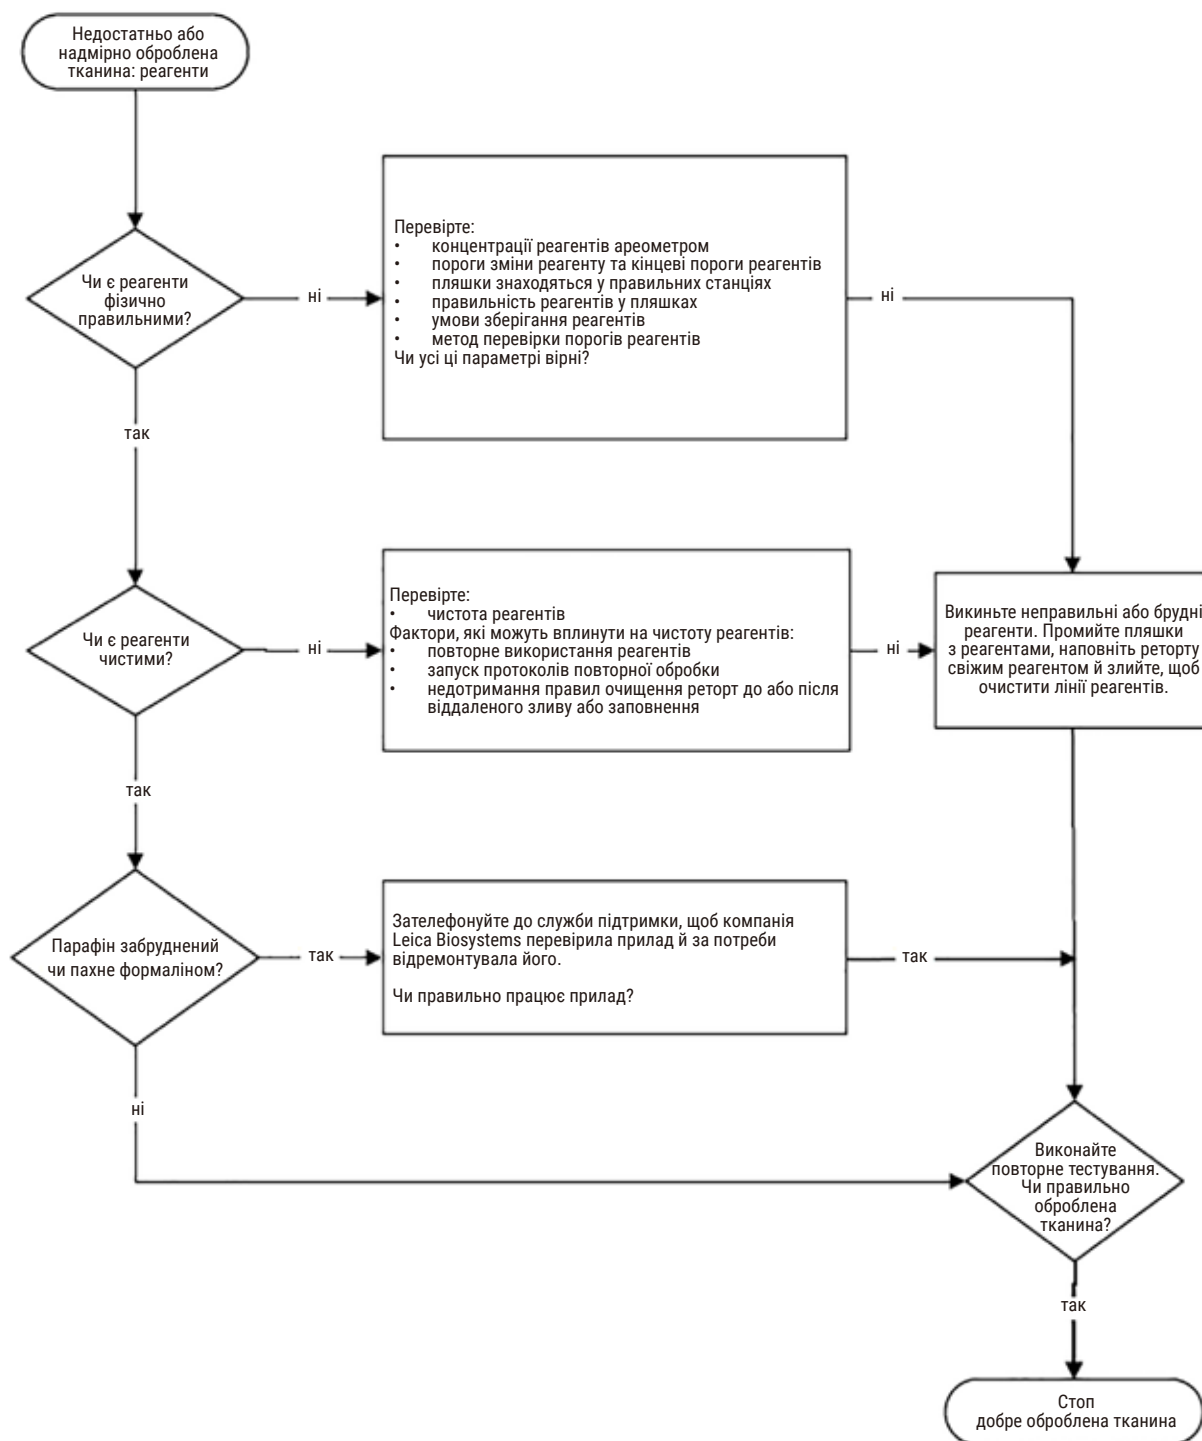 Недостатньо або
надмірно оброблена
тканина: реагенти
Перевірте:
• концентрації реагентів ареометром
• пороги зміни реагенту та кінцеві пороги реагентів
• пляшки знаходяться у правильних станціях
• правильність реагентів у пляшках
• умови зберігання реагентів
• метод перевірки порогів реагентів
Чи усі ці параметрі вірні?
Чи є реагенти
фізично
правильними?
ні
ні
так
Перевірте:
• чистота реагентів
Фактори, які можуть вплинути на чистоту реагентів:
• повторне використання реагентів
• запуск протоколів повторної обробки
• недотримання правил очищення реторт до або після
віддаленого зливу або заповнення
Чи є реагенти
чистими?
ні
ні
Викиньте неправильні або брудні
реагенти. Промийте пляшки
з реагентами, наповніть реторту
свіжим реагентом й злийте, щоб
очистити лінії реагентів.
так
Парафін забруднений
чи пахне формаліном?
так
Зателефонуйте до служби підтримки, щоб компанія
Leica Biosystems перевірила прилад й за потреби
відремонтувала його.
Чи правильно працює прилад?
так
ні
Виконайте
повторне тестування.
Чи правильно
оброблена
тканина?
так
Стоп
добре оброблена тканина